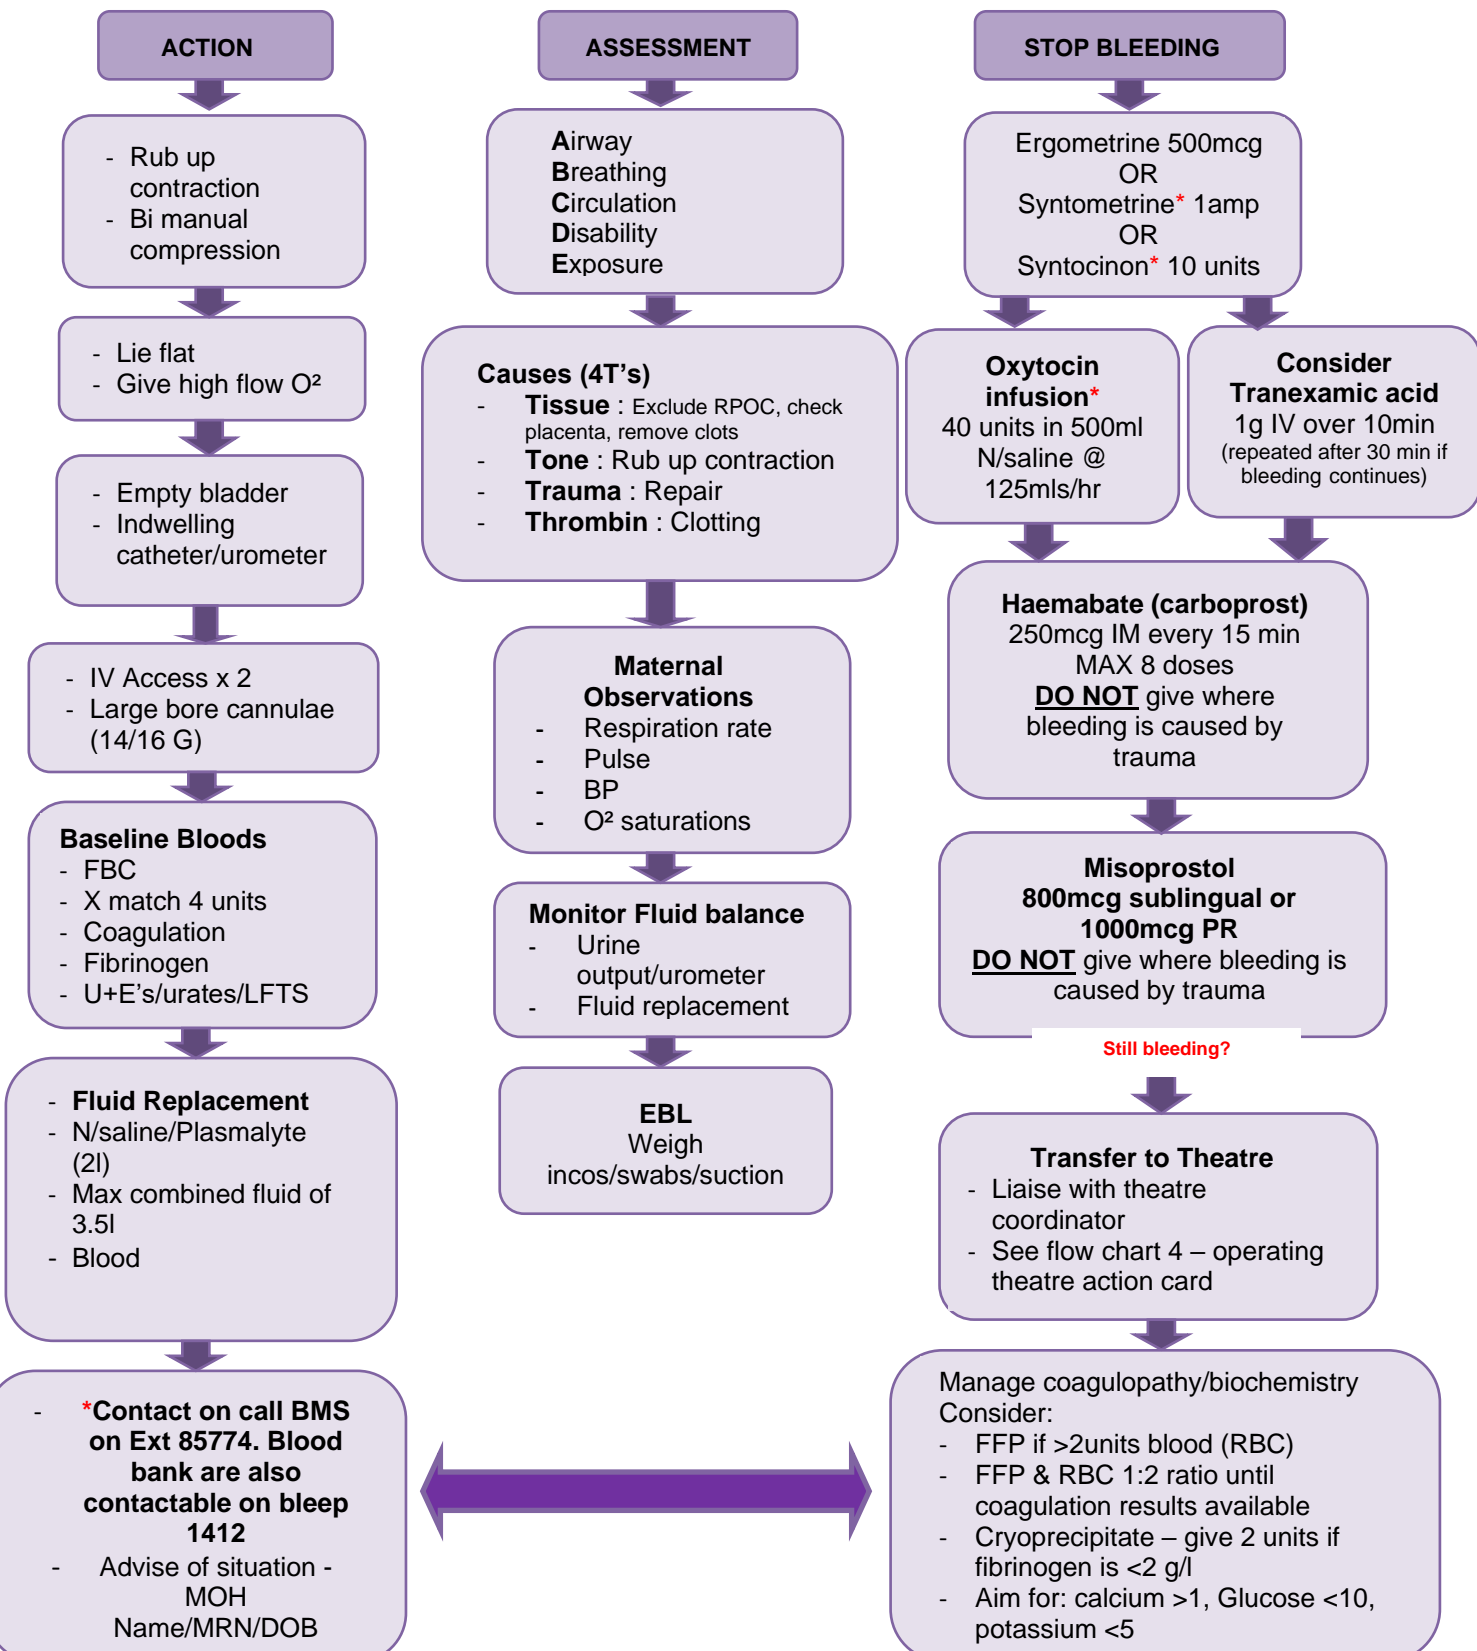 ACTION
- Rub up
contraction
- Bi manual
compression
- Lie flat
- Give high flow O²
- Empty bladder
- Indwelling
catheter/urometer
- IV Access x 2
- Large bore cannulae
(14/16 G)
Baseline Bloods
- FBC
- X match 4 units
- Coagulation
- Fibrinogen
- U+E's/urates/LFTS
- Fluid Replacement
- N/saline/Plasmalyte
(2l)
- Max combined fluid of
3.5l
- Blood
- *Contact on call BMS
on Ext 85774. Blood
bank are also
contactable on bleep
1412
- Advise of situation -
MOH
Name/MRN/DOB
ASSESSMENT
Airway
Breathing
Circulation
Disability
Exposure
Causes (4T's)
- Tissue : Exclude RPOC, check
placenta, remove clots
- Tone : Rub up contraction
- Trauma : Repair
- Thrombin : Clotting
Maternal
Observations
- Respiration rate
- Pulse
- BP
- O² saturations
Monitor Fluid balance
- Urine
output/urometer
- Fluid replacement
EBL
Weigh
incos/swabs/suction
STOP BLEEDING
Ergometrine 500mcg
OR
Syntometrine* 1amp
OR
Syntocinon* 10 units
Oxytocin
infusion*
40 units in 500ml
N/saline @
125mls/hr
Consider
Tranexamic acid
1g IV over 10min
(repeated after 30 min if
bleeding continues)
Haemabate (carboprost)
250mcg IM every 15 min
MAX 8 doses
DO NOT give where
bleeding is caused by
trauma
Misoprostol
800mcg sublingual or
1000mcg PR
DO NOT give where bleeding is
caused by trauma
Still bleeding?
Transfer to Theatre
- Liaise with theatre
coordinator
- See flow chart 4 – operating
theatre action card
Manage coagulopathy/biochemistry
Consider:
- FFP if >2units blood (RBC)
- FFP & RBC 1:2 ratio until
coagulation results available
- Cryoprecipitate – give 2 units if
fibrinogen is <2 g/l
- Aim for: calcium >1, Glucose <10,
potassium <5